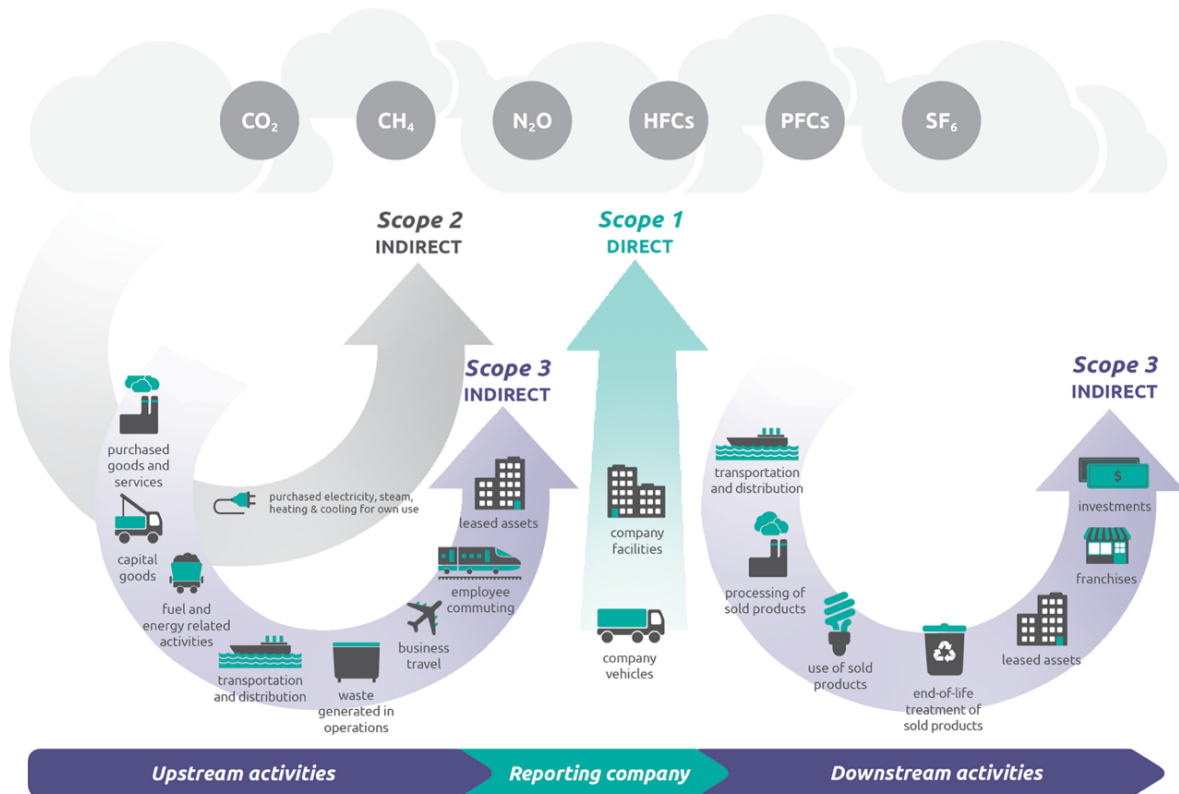 CO₂
CH₄
N₂O
HFCs
PFCs
SF₆
Scope 2
INDIRECT
Scope 1
DIRECT
Scope 3
INDIRECT
Scope 3
INDIRECT
purchased
goods and
services
capital
goods
fuel and
energy related
activities
transportation
and distribution
waste
generated in
operations
business
travel
employee
commuting
leased assets
purchased electricity, steam,
heating & cooling for own use
company
facilities
company
vehicles
transportation
and distribution
processing of
sold products
use of sold
products
end-of-life
treatment of
sold products
leased assets
franchises
$
investments
Upstream activities
Reporting company
Downstream activities